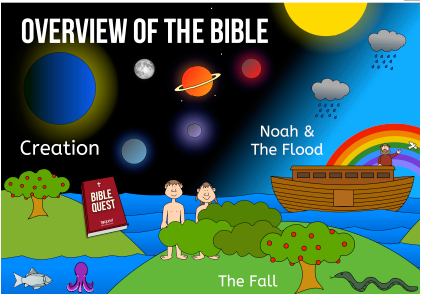 OVERVIEW OF THE BIBLE
Creation
Noah &
The Flood
BIBLE
QUEST
The Fall